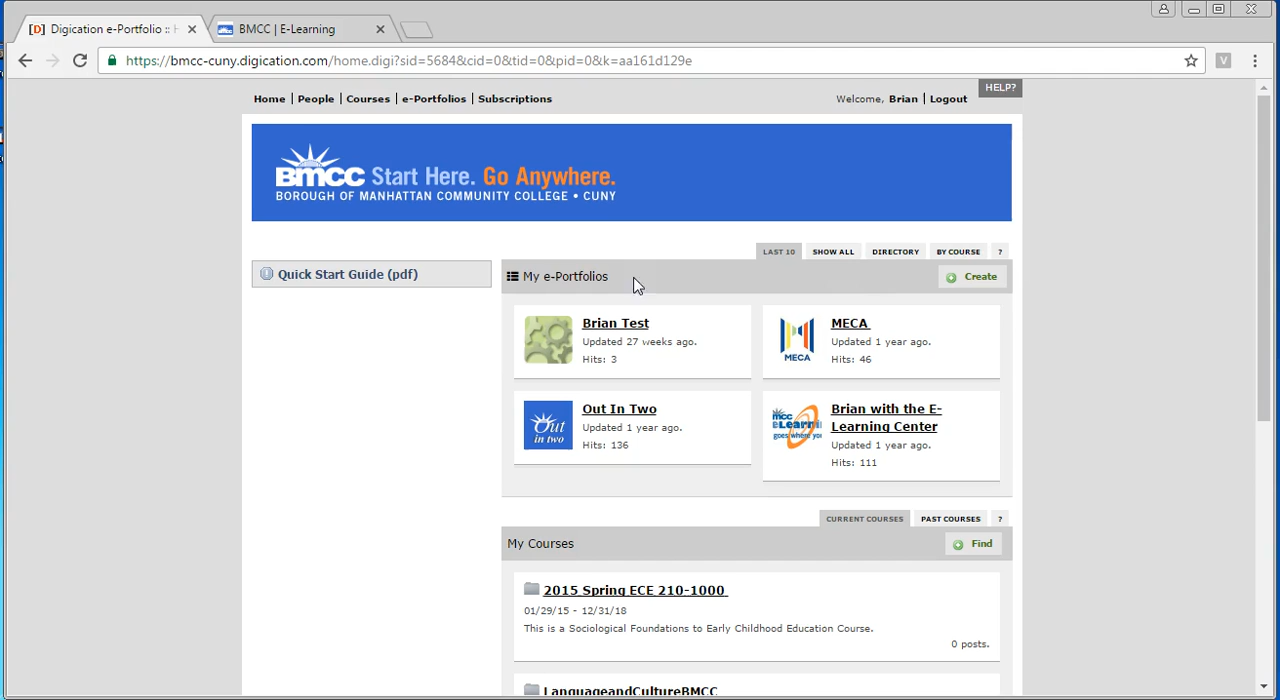 [D] Digication e-Portfolio :: H
BMCC | E-Learning
https://bmcc-cuny.digication.com/home.digi?sid=5684&cid=0&tid=0&pid=0&k=aa161d129e
V
HELP?
Home | People | Courses | e-Portfolios | Subscriptions
Welcome, Brian | Logout
BMCC Start Here. Go Anywhere.
BOROUGH OF MANHATTAN COMMUNITY COLLEGE • CUNY
LAST 10 SHOW ALL DIRECTORY BY COURSE ?
Quick Start Guide (pdf)
My e-Portfolios
Create
Brian Test
Updated 27 weeks ago.
Hits: 3
MECA
MECA
Updated 1 year ago.
Hits: 46
Out in two
Out In Two
Updated 1 year ago.
Hits: 136
Brian with the E-
Learning Center
Updated 1 year ago.
Hits: 111
CURRENT COURSES PAST COURSES ?
My Courses
Find
2015 Spring ECE 210-1000
01/29/15 - 12/31/18
This is a Sociological Foundations to Early Childhood Education Course.
0 posts.
LanguageandCultureBMCC